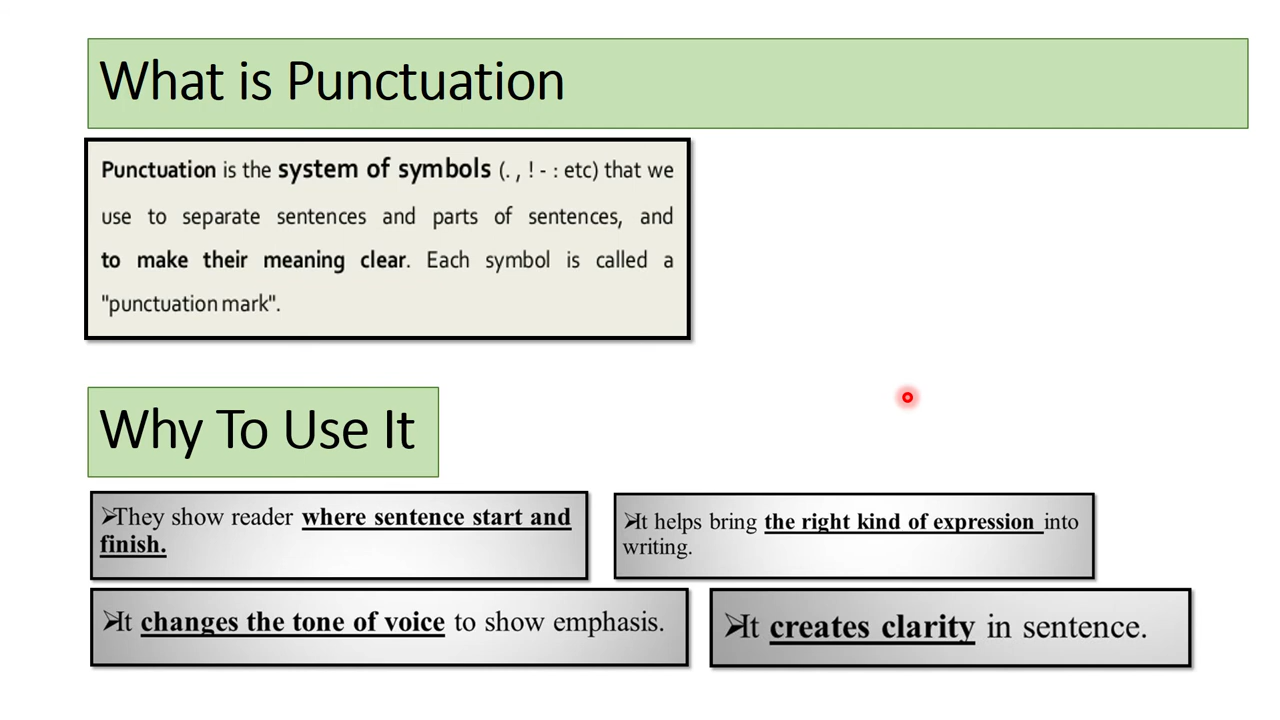 What is Punctuation
Punctuation is the system of symbols (. , ! - : etc) that we
use to separate sentences and parts of sentences, and
to make their meaning clear. Each symbol is called a
"punctuation mark".
Why To Use It
➢They show reader where sentence start and
finish.
➢It helps bring the right kind of expression into
writing.
➢It changes the tone of voice to show emphasis.
➢It creates clarity in sentence.